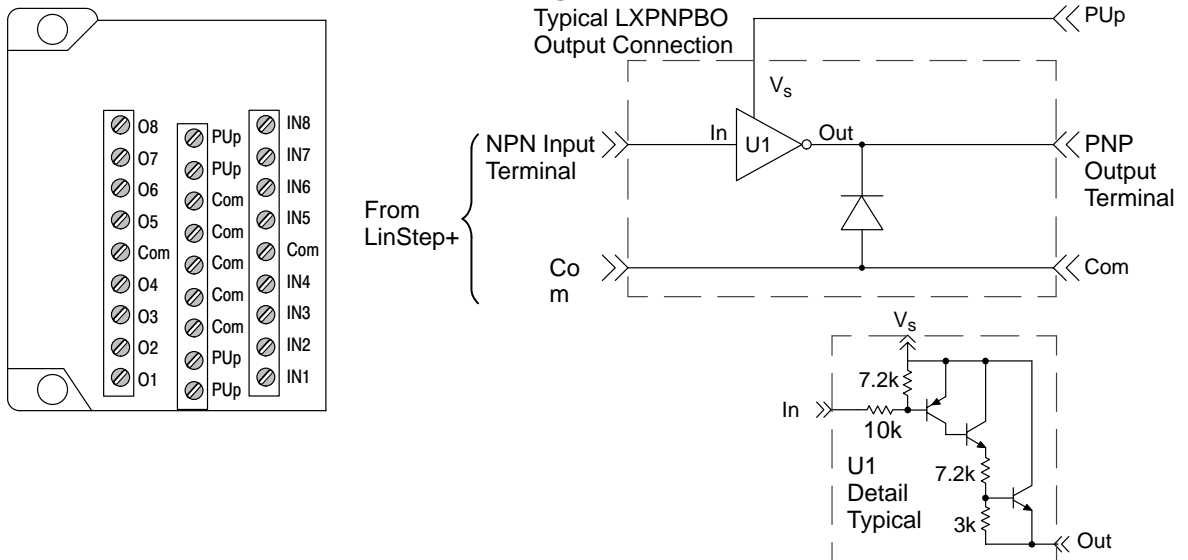 Typical LXPNPBO
Output Connection
PUp
Vs
NPN Input
Terminal
In
U1
Out
PNP
Output
Terminal
From
LinStep+
Co
m
Com
O8
O7
O6
O5
Com
O4
O3
O2
O1
PUp
PUp
Com
Com
Com
Com
Com
PUp
PUp
IN8
IN7
IN6
IN5
Com
IN4
IN3
IN2
IN1
Vs
7.2k
In
10k
7.2k
U1
Detail
Typical
3k
Out